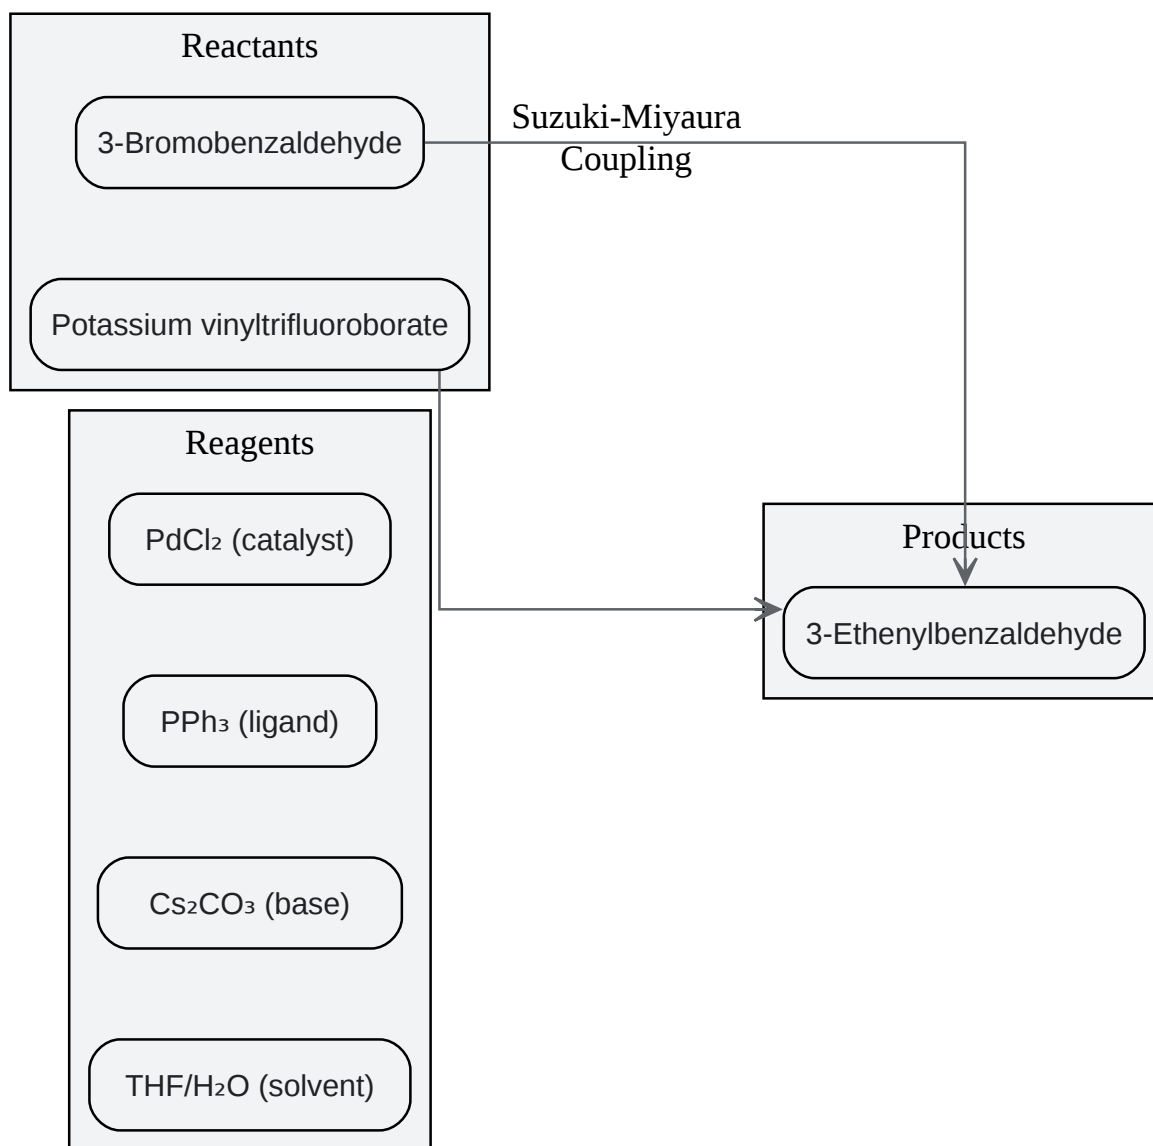 Reactants
3-Bromobenzaldehyde
Suzuki-Miyaura
Coupling
Potassium vinyltrifluoroborate
Reagents
PdCl₂ (catalyst)
PPh₃ (ligand)
Cs₂CO₃ (base)
THF/H₂O (solvent)
Products
3-Ethenylbenzaldehyde